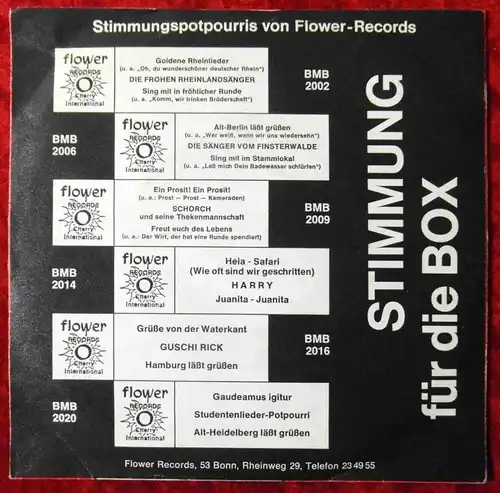 Stimmungspotpourris von Flower-Records
flower
RECORDS
Cherry
International
Goldene Rheinlieder
(u. a. „Oh, du wunderschöner deutscher Rhein“)
DIE FROHEN RHEINLANDSÄNGER
Sing mit in fröhlicher Runde
(u. a. „Komm, wir trinken Brüderschaft“)
BMB
2002
BMB
2006
flower
RECORDS
Cherry
International
Alt-Berlin läßt grüßen
(u. a. „Wer weiß, wann wir uns wiedersehn“)
DIE SÄNGER VOM FINSTERWALDE
Sing mit im Stammlokal
(u. a. „Laß mich Dein Badewasser schlürfen“)
flower
RECORDS
Cherry
International
Ein Prosit! Ein Prosit!
(u. a.: Prost — Prost — Kameraden)
SCHORCH
und seine Thekenmannschaft
Freut euch des Lebens
(u. a.: Der Wirt, der hat eine Runde spendiert)
BMB
2009
BMB
2014
flower
RECORDS
Cherry
International
Heia - Safari
(Wie oft sind wir geschritten)
HARRY
Juanita - Juanita
flower
RECORDS
Cherry
International
Grüße von der Waterkant
GUSCHI RICK
Hamburg läßt grüßen
BMB
2016
BMB
2020
flower
RECORDS
Cherry
International
Gaudeamus igitur
Studentenlieder-Potpourri
Alt-Heidelberg läßt grüßen
STIMMUNG
für die BOX
Flower Records, 53 Bonn, Rheinweg 29, Telefon 23 49 55